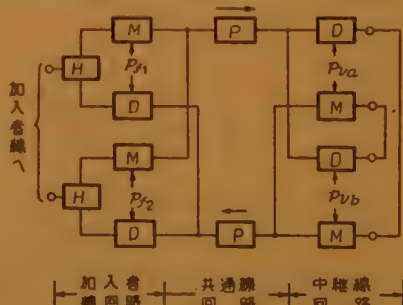 M P D
H Pf1 Pva
D M
加入者線へ
M D
H Pf2 Pvb
D P M
加入者線回路 共通線回路 中継線回路